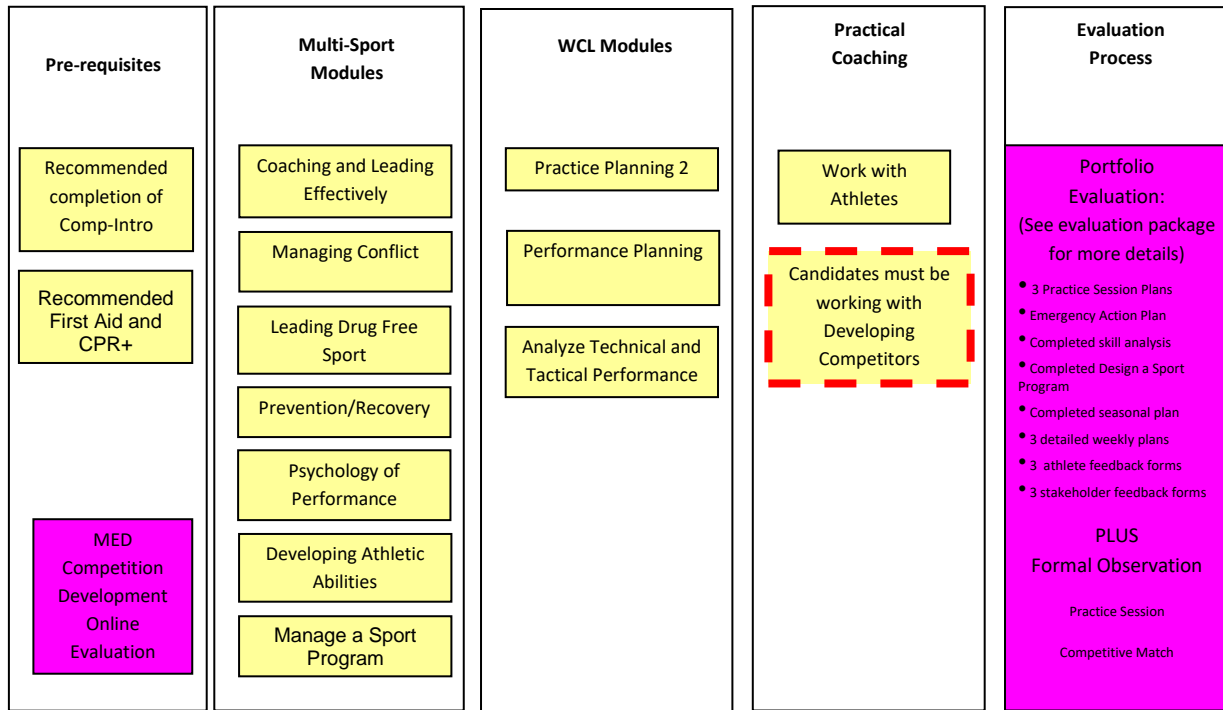 Pre-requisites
Recommended
completion of
Comp-Intro
Recommended
First Aid and
CPR+
MED
Competition
Development
Online
Evaluation
Multi-Sport
Modules
Coaching and Leading
Effectively
Managing Conflict
Leading Drug Free
Sport
Prevention/Recovery
Psychology of
Performance
Developing Athletic
Abilities
Manage a Sport
Program
WCL Modules
Practice Planning 2
Performance Planning
Analyze Technical and
Tactical Performance
Practical
Coaching
Work with
Athletes
Candidates must be
working with
Developing
Competitors
Evaluation
Process
Portfolio
Evaluation:
(See evaluation package
for more details)
• 3 Practice Session Plans
• Emergency Action Plan
• Completed skill analysis
• Completed Design a Sport
Program
• Completed seasonal plan
• 3 detailed weekly plans
• 3 athlete feedback forms
• 3 stakeholder feedback forms
PLUS
Formal Observation
Practice Session
Competitive Match